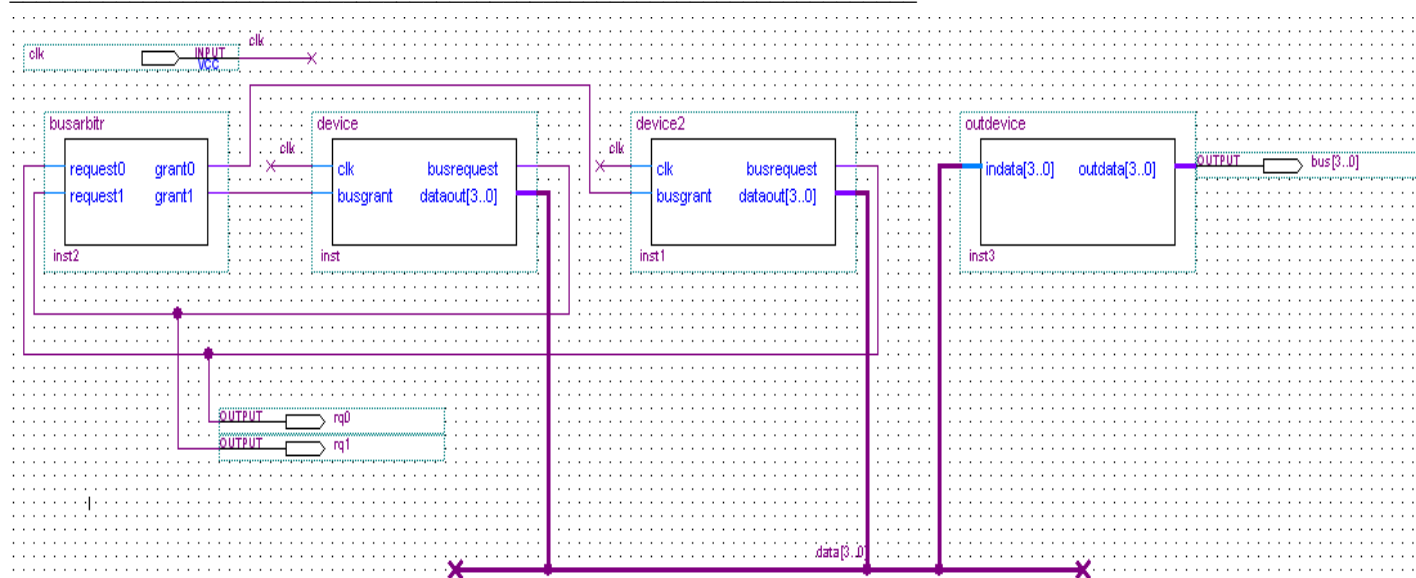 clk
clk
INPUT
VCC
busarbitr
request0 grant0
request1 grant1
inst2
device
clk
clk busrequest
busgrant dataout[3..0]
inst
device2
clk
clk busrequest
busgrant dataout[3..0]
inst1
outdevice
indata[3..0] outdata[3..0]
inst3
OUTPUT bus[3..0]
OUTPUT rq0
OUTPUT rq1
data[3..0]